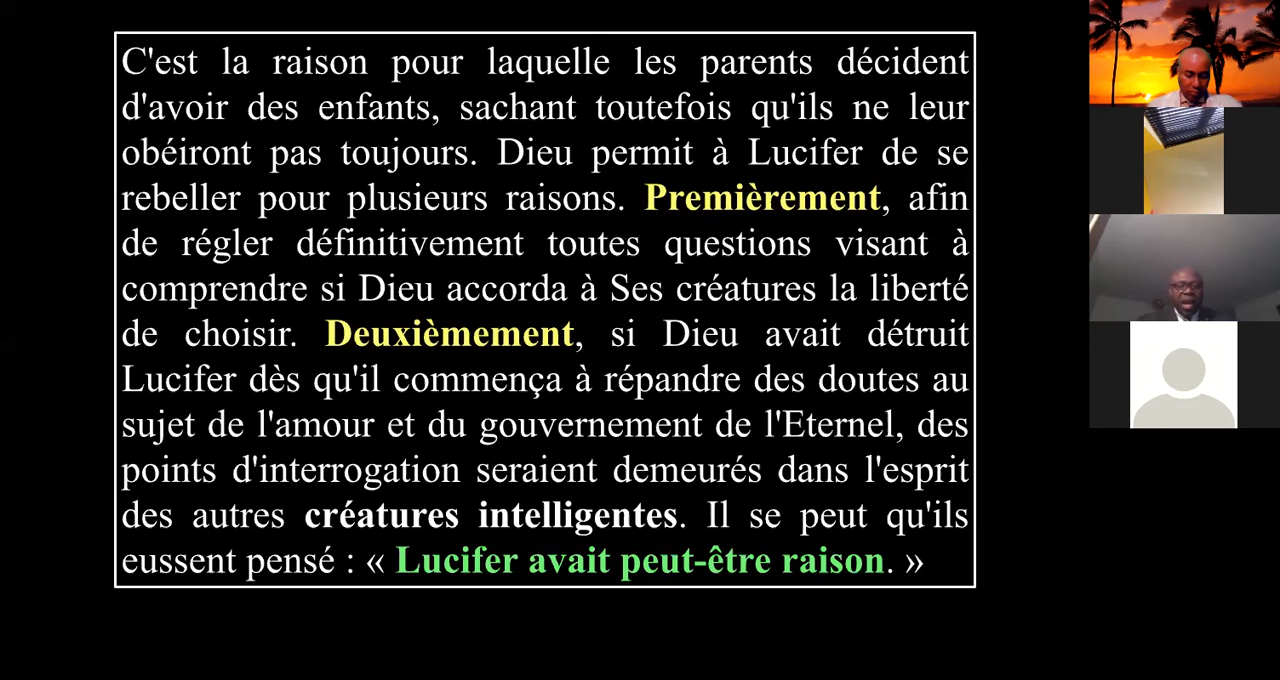 C'est la raison pour laquelle les parents décident
d'avoir des enfants, sachant toutefois qu'ils ne leur
obéiront pas toujours. Dieu permit à Lucifer de se
rebeller pour plusieurs raisons. Premièrement, afin
de régler définitivement toutes questions visant à
comprendre si Dieu accorda à Ses créatures la liberté
de choisir. Deuxièmement, si Dieu avait détruit
Lucifer dès qu'il commença à répandre des doutes au
sujet de l'amour et du gouvernement de l'Eternel, des
points d'interrogation seraient demeurés dans l'esprit
des autres créatures intelligentes. Il se peut qu'ils
eussent pensé : « Lucifer avait peut-être raison. »